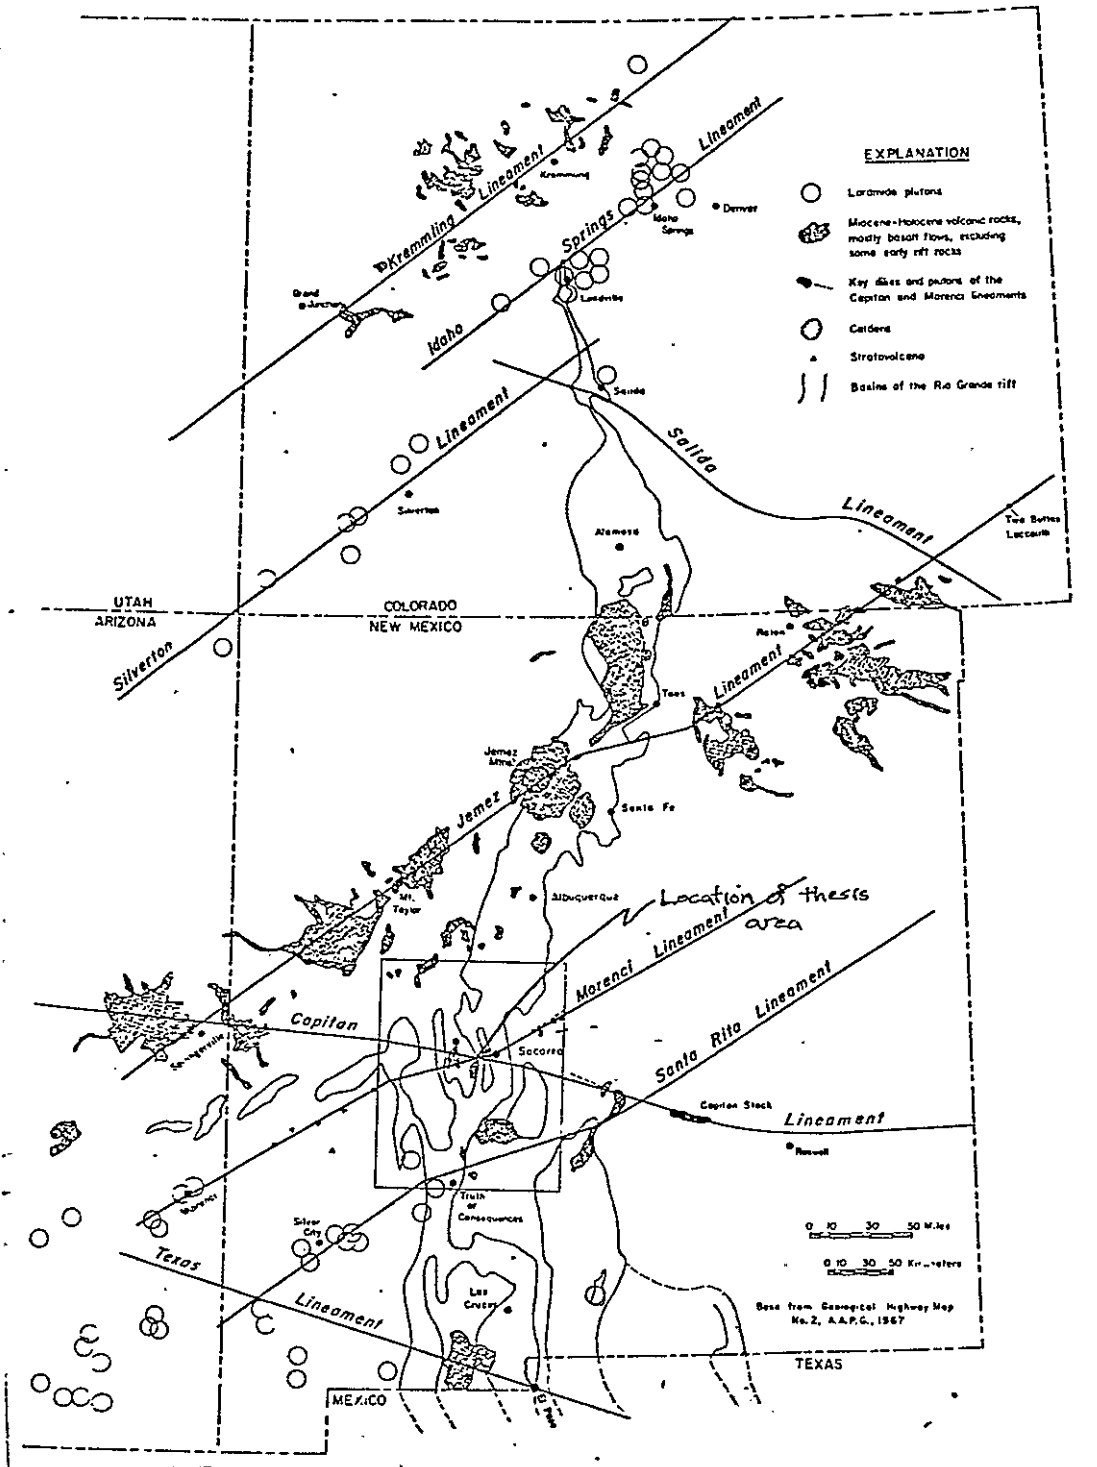 EXPLANATION
Laramide plutons
Miocene-Holocene volcanic rocks,
mostly basalt flows, excluding
some early rift rocks
Key dikes and plutons of the
Capitan and Morenci lineaments
Caldera
Stratovolcano
Basins of the Rio Grande rift
Kremmling Lineament
Kremmling
Idaho Springs Lineament
Denver
Idaho
Springs
Grand
Junction
Leadville
Salida
Silverton Lineament
Silverton
Salida Lineament
Alamosa
Two Buttes
Laccolith
UTAH
ARIZONA
COLORADO
NEW MEXICO
Raton
Taos
Jemez Lineament
Jemez
Mtns.
Santa Fe
Mt.
Taylor
Albuquerque
Location of thesis
area
Morenci Lineament
Santa Rita Lineament
Capitan Lineament
Springerville
Socorro
Capitan Stock
Roswell
Morenci
Truth
or
Consequences
Silver
City
Texas Lineament
Las
Cruces
0 10 30 50 Miles
0 10 30 50 Kilometers
Base from Geological Highway Map
No. 2, A.A.P.G., 1967
TEXAS
MEXICO
El Paso